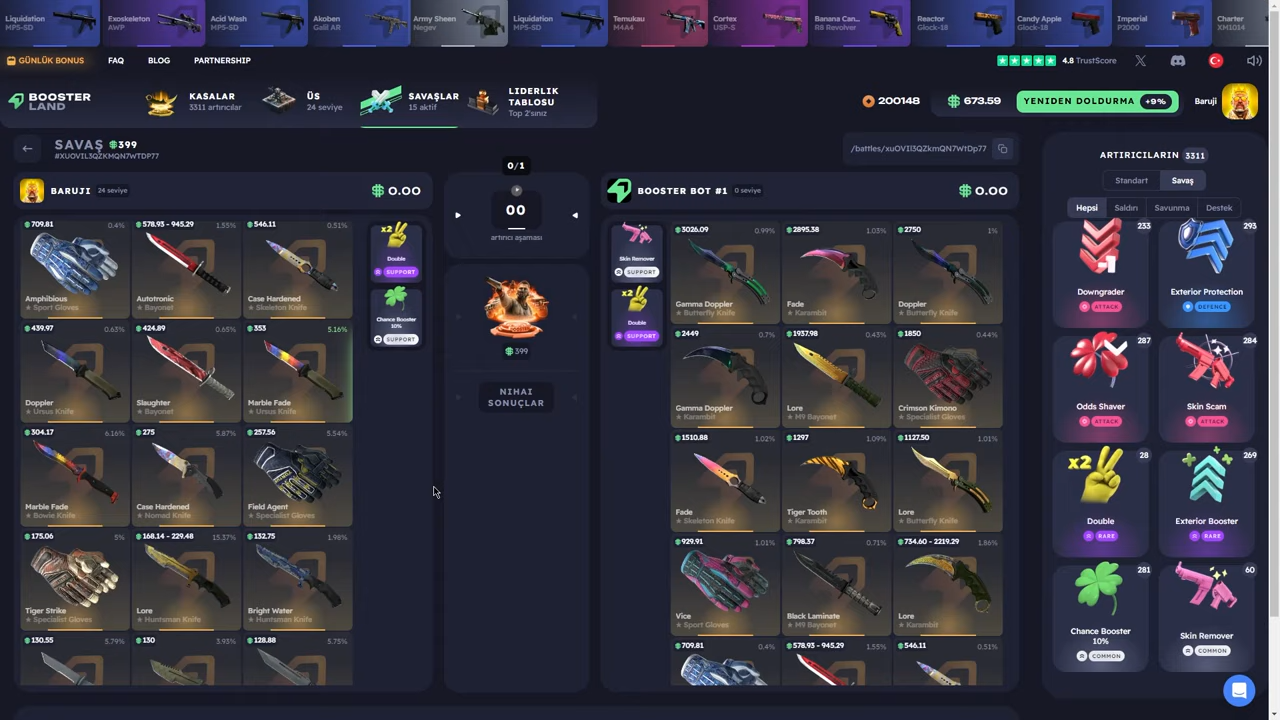 Liquidation
MP5-SD
Exoskeleton
AWP
Acid Wash
MP5-SD
Akoben
Galil AR
Army Sheen
Negev
Liquidation
MP5-SD
Temukau
M4A4
Cortex
USP-S
Banana Can...
R8 Revolver
Reactor
Glock-18
Candy Apple
Glock-18
Imperial
P2000
Charter
XM1014
GÜNLÜK BONUS
FAQ
BLOG
PARTNERSHIP
4.8 TrustScore
BOOSTER
LAND
KASALAR
3311 artırıcılar
ÜS
24 seviye
SAVAŞLAR
15 aktif
LIDERLIK
TABLOSU
Top 2'sınız
200148
673.59
YENIDEN DOLDURMA +9%
Baruji
SAVAŞ 399
#XUOVIL3QZKMQN7WTDP77
/battles/xuOVIl3QZkmQN7WtDp77
0/1
00
artırıcı aşaması
399
NIHAI
SONUÇLAR
BARUJI 24 seviye
0.00
709.81 0.4%
Amphibious
★ Sport Gloves
578.93 - 945.29 1.55%
Autotronic
★ Bayonet
546.11 0.51%
Case Hardened
★ Skeleton Knife
439.97 0.63%
Doppler
★ Ursus Knife
424.89 0.65%
Slaughter
★ Bayonet
353 5.16%
Marble Fade
★ Ursus Knife
304.17 6.16%
Marble Fade
★ Bowie Knife
275 5.87%
Case Hardened
★ Nomad Knife
257.56 5.54%
Field Agent
★ Specialist Gloves
175.06 5%
Tiger Strike
★ Specialist Gloves
168.14 - 229.48 15.37%
Lore
★ Huntsman Knife
132.75 1.98%
Bright Water
★ Huntsman Knife
130.55 5.79%
130 3.93%
128.88 5.75%
x2
Double
SUPPORT
Chance Booster
10%
SUPPORT
BOOSTER BOT #1 0 seviye
0.00
Skin Remover
SUPPORT
x2
Double
SUPPORT
3026.09 0.99%
Gamma Doppler
★ Butterfly Knife
2895.38 1.03%
Fade
★ Karambit
2750 1%
Doppler
★ Butterfly Knife
2449 0.7%
Gamma Doppler
★ Karambit
1937.98 0.43%
Lore
★ M9 Bayonet
1850 0.44%
Crimson Kimono
★ Specialist Gloves
1510.88 1.02%
Fade
★ Skeleton Knife
1297 1.09%
Tiger Tooth
★ Karambit
1127.50 1.01%
Lore
★ Butterfly Knife
929.91 1.01%
Vice
★ Sport Gloves
798.37 0.71%
Black Laminate
★ M9 Bayonet
734.60 - 2219.29 1.86%
Lore
★ Karambit
709.81 0.4%
578.93 - 945.29 1.55%
546.11 0.51%
ARTIRICILARIN 3311
Standart
Savaş
Hepsi
Saldırı
Savunma
Destek
233
Downgrader
ATTACK
293
Exterior Protection
DEFENCE
287
Odds Shaver
ATTACK
284
Skin Scam
ATTACK
28
x2
Double
RARE
269
Exterior Booster
RARE
281
Chance Booster
10%
COMMON
60
Skin Remover
COMMON